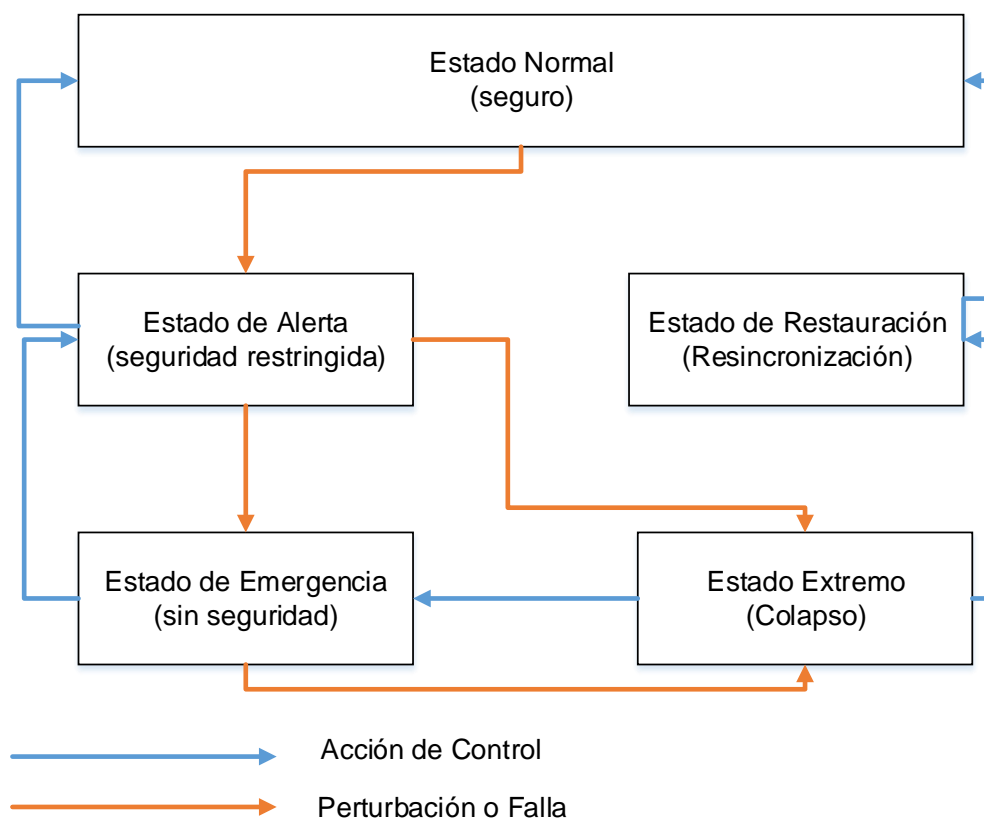 Estado Normal
(seguro)
Estado de Alerta
(seguridad restringida)
Estado de Restauración
(Resincronización)
Estado de Emergencia
(sin seguridad)
Estado Extremo
(Colapso)
Acción de Control
Perturbación o Falla